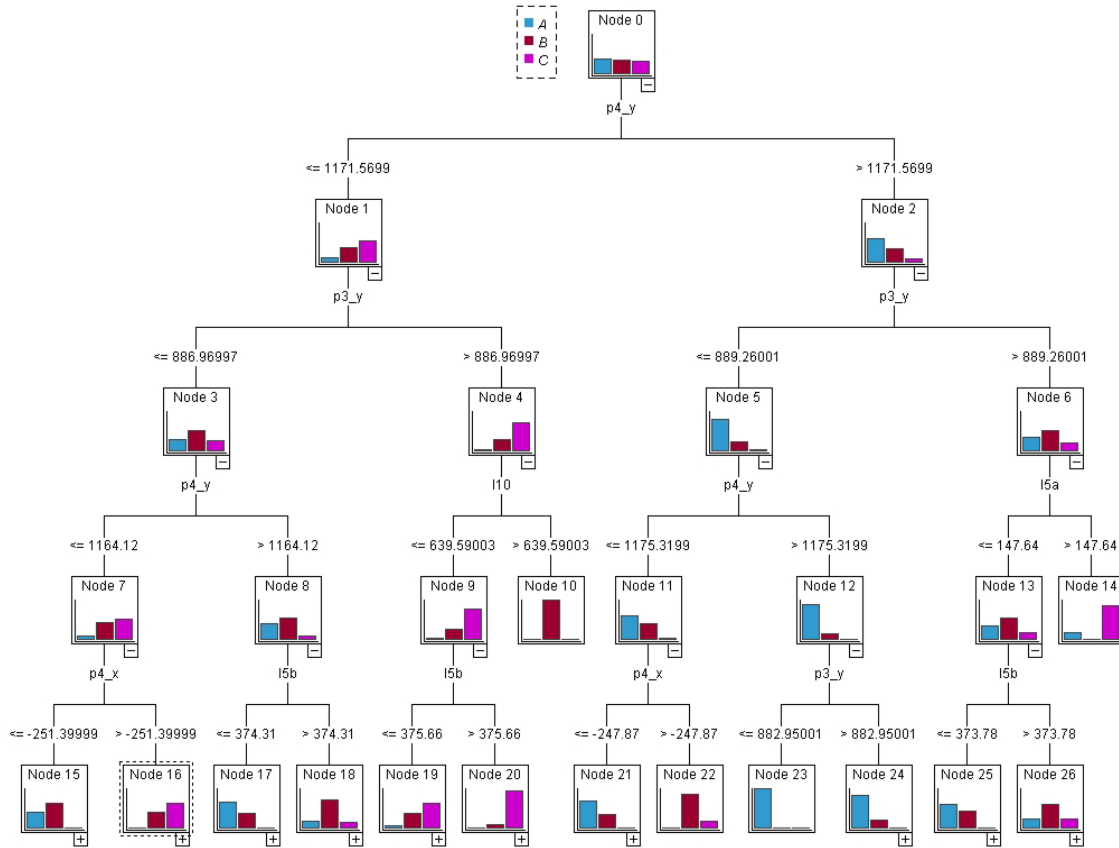 A
B
C
Node 0
p4_y
<= 1171.5699
> 1171.5699
Node 1
Node 2
p3_y
p3_y
<= 886.96997
> 886.96997
<= 889.26001
> 889.26001
Node 3
Node 4
Node 5
Node 6
p4_y
l10
p4_y
l5a
<= 1164.12
> 1164.12
<= 639.59003
> 639.59003
<= 1175.3199
> 1175.3199
<= 147.64
> 147.64
Node 7
Node 8
Node 9
Node 10
Node 11
Node 12
Node 13
Node 14
p4_x
l5b
l5b
p4_x
p3_y
l5b
<= -251.39999
> -251.39999
<= 374.31
> 374.31
<= 375.66
> 375.66
<= -247.87
> -247.87
<= 882.95001
> 882.95001
<= 373.78
> 373.78
Node 15
Node 16
Node 17
Node 18
Node 19
Node 20
Node 21
Node 22
Node 23
Node 24
Node 25
Node 26